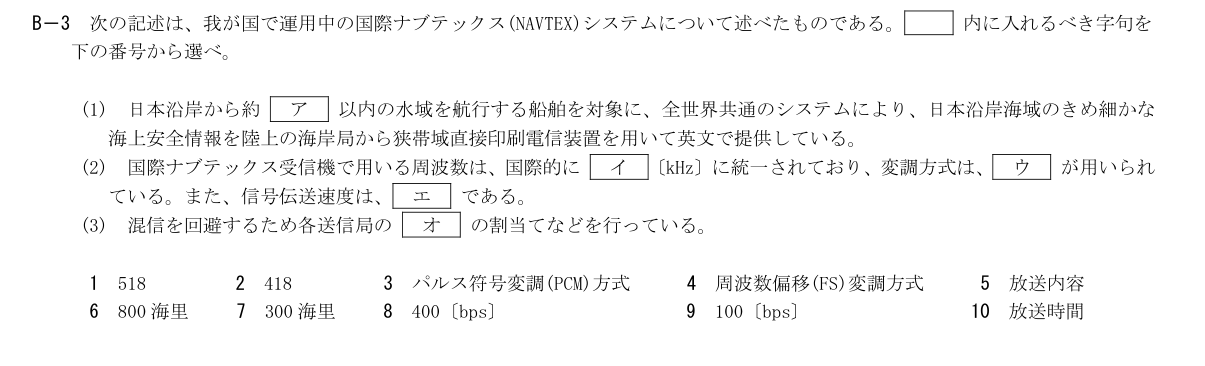 B－3 次の記述は、我が国で運用中の国際ナブテックス(NAVTEX)システムについて述べたものである。 内に入れるべき字句を
下の番号から選べ。
(1) 日本沿岸から約 ア 以内の水域を航行する船舶を対象に、全世界共通のシステムにより、日本沿岸海域のきめ細かな
海上安全情報を陸上の海岸局から狭帯域直接印刷電信装置を用いて英文で提供している。
(2) 国際ナブテックス受信機で用いる周波数は、国際的に イ 〔kHz〕に統一されており、変調方式は、 ウ が用いられ
ている。また、信号伝送速度は、 エ である。
(3) 混信を回避するため各送信局の オ の割当てなどを行っている。
1 518 2 418 3 パルス符号変調(PCM)方式 4 周波数偏移(FS)変調方式 5 放送内容
6 800海里 7 300海里 8 400〔bps〕 9 100〔bps〕 10 放送時間